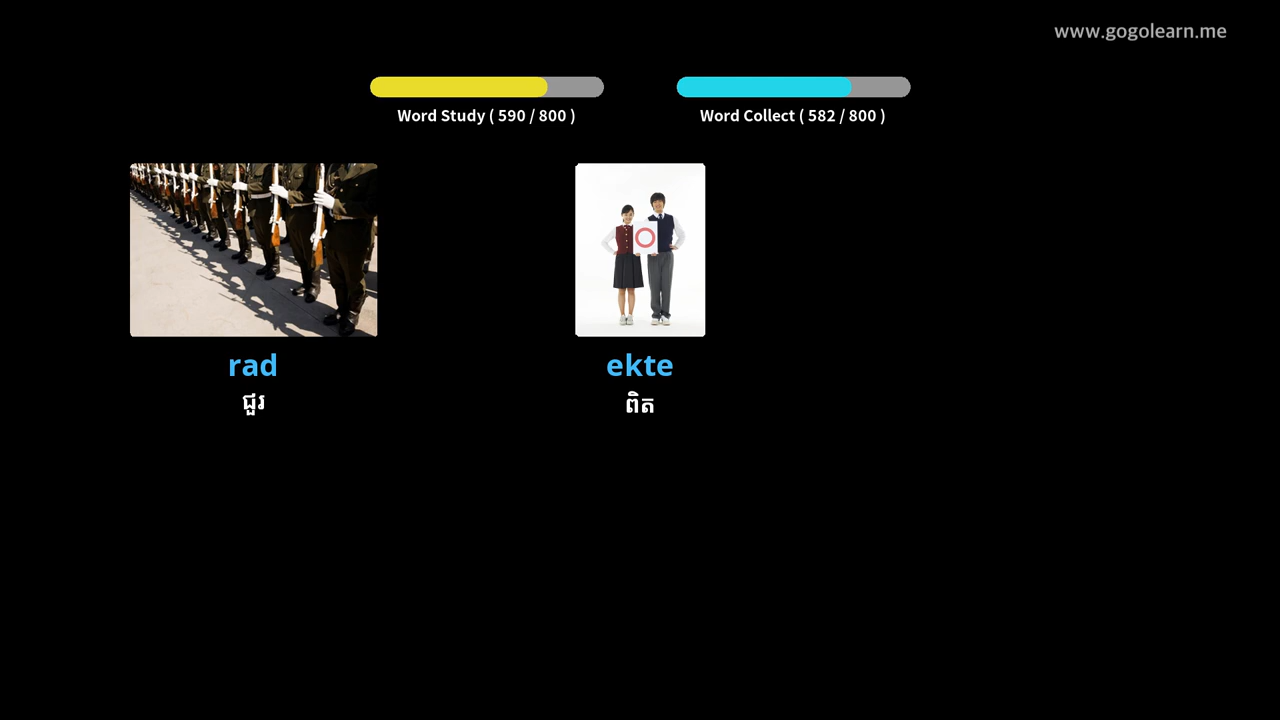 www.gogolearn.me
Word Study ( 590 / 800 )
Word Collect ( 582 / 800 )
rad
ជួរ
ekte
ពិត